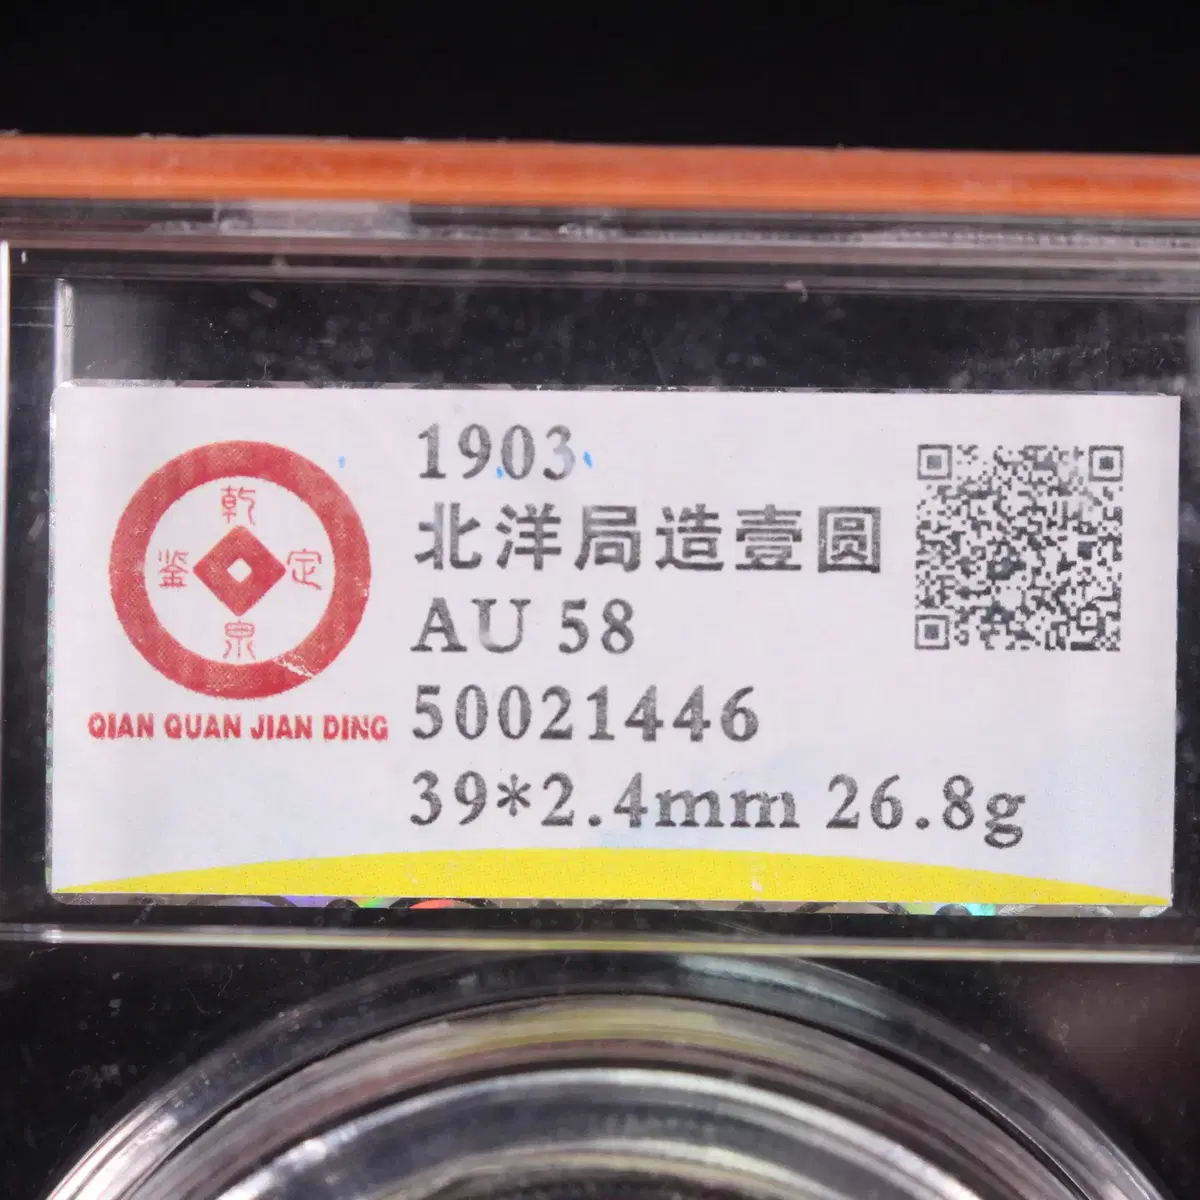 1903
北洋局造壹圆
AU 58
50021446
39*2.4mm 26.8g
乾
泉
鉴
定
QIAN QUAN JIAN DING